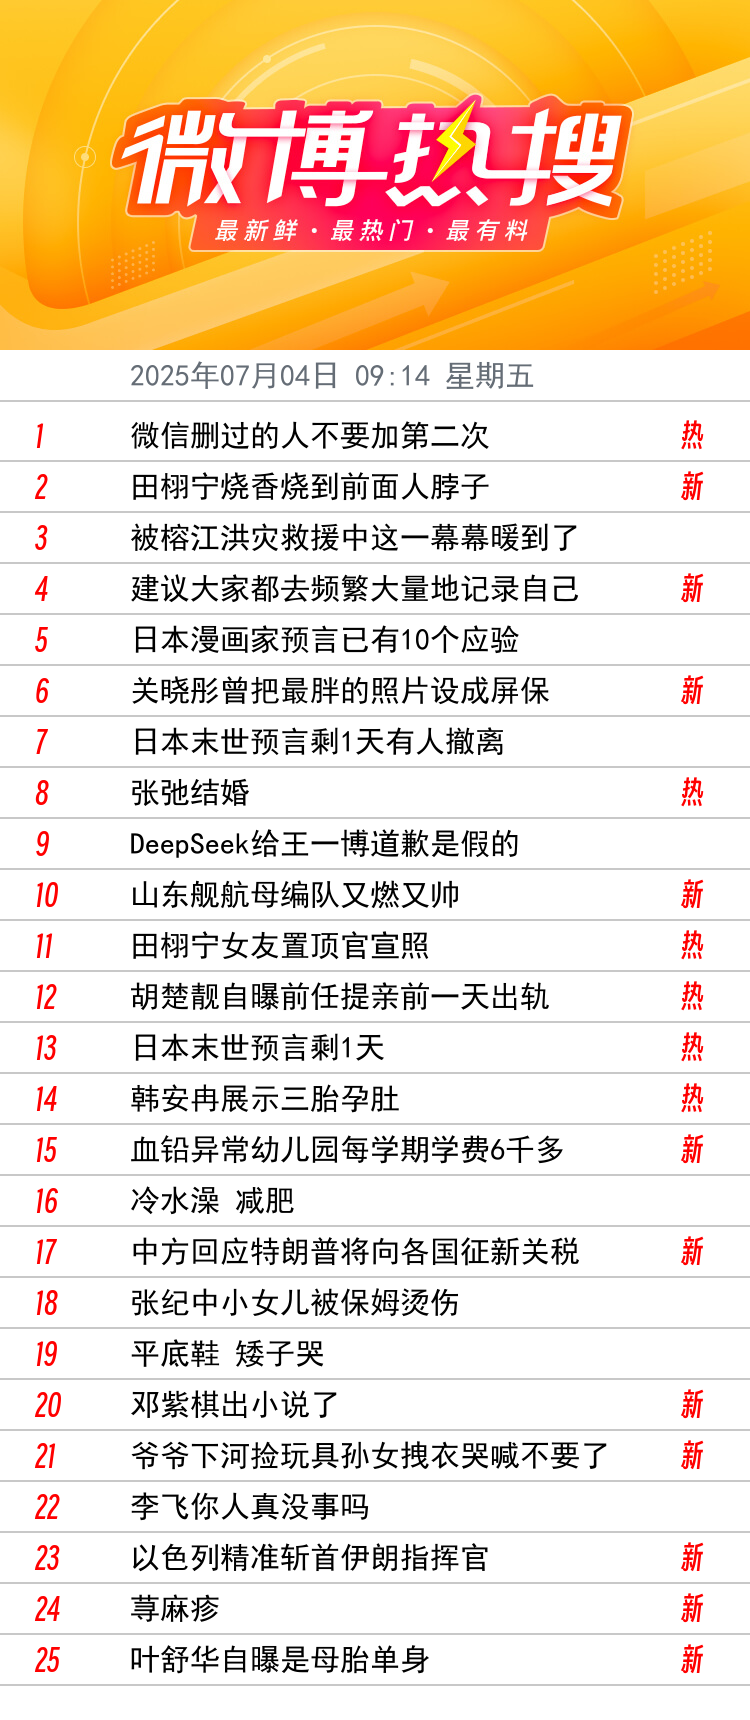 微博热搜
最新鲜·最热门·最有料
2025年07月04日 09:14 星期五
1 微信删过的人不要加第二次 热
2 田栩宁烧香烧到前面人脖子 新
3 被榕江洪灾救援中这一幕幕暖到了
4 建议大家都去频繁大量地记录自己 新
5 日本漫画家预言已有10个应验
6 关晓彤曾把最胖的照片设成屏保 新
7 日本末世预言剩1天有人撤离
8 张弛结婚 热
9 DeepSeek给王一博道歉是假的
10 山东舰航母编队又燃又帅 新
11 田栩宁女友置顶官宣照 热
12 胡楚靓自曝前任提亲前一天出轨 热
13 日本末世预言剩1天 热
14 韩安冉展示三胎孕肚 热
15 血铅异常幼儿园每学期学费6千多 新
16 冷水澡 减肥
17 中方回应特朗普将向各国征新关税 新
18 张纪中小女儿被保姆烫伤
19 平底鞋 矮子哭
20 邓紫棋出小说了 新
21 爷爷下河捡玩具孙女拽衣哭喊不要了 新
22 李飞你人真没事吗
23 以色列精准斩首伊朗指挥官 新
24 荨麻疹 新
25 叶舒华自曝是母胎单身 新